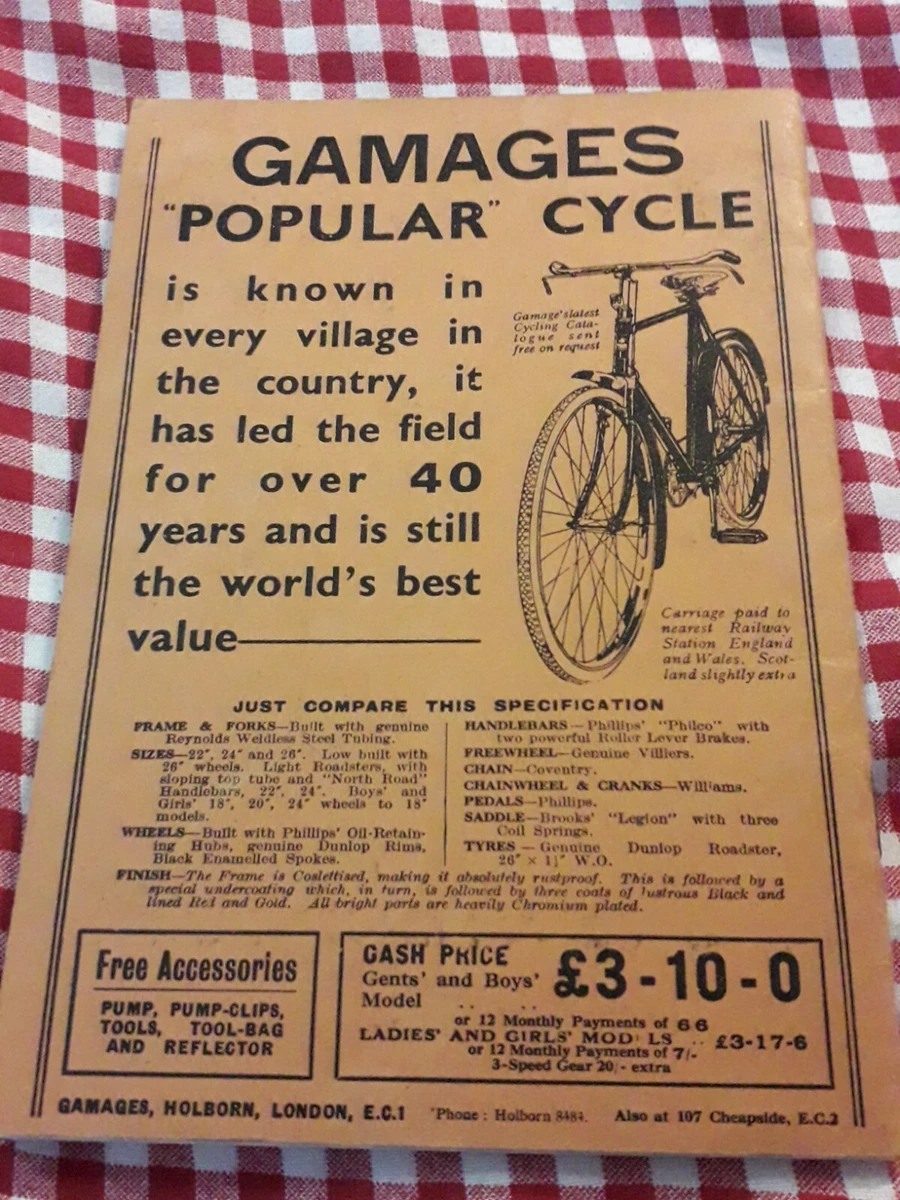 GAMAGES
"POPULAR" CYCLE
is known in
every village in
the country, it
has led the field
for over 40
years and is still
the world's best
value—
Gamage's latest
Cycling Cata-
logue sent
free on request
Carriage paid to
nearest Railway
Station England
and Wales. Scot-
land slightly extra
JUST COMPARE THIS SPECIFICATION
FRAME & FORKS—Built with genuine
Reynolds Weldless Steel Tubing.
SIZES—22", 24" and 26". Low built with
26" wheels. Light Roadsters, with
sloping top tube and "North Road"
Handlebars, 22", 24". Boys' and
Girls' 18", 20", 24" wheels to 18"
models.
WHEELS—Built with Phillips' Oil-Retain-
ing Hubs, genuine Dunlop Rims,
Black Enamelled Spokes.
HANDLEBARS—Phillips' "Philco" with
two powerful Roller Lever Brakes.
FREEWHEEL—Genuine Villiers.
CHAIN—Coventry.
CHAINWHEEL & CRANKS—Williams.
PEDALS—Phillips.
SADDLE—Brooks' "Legion" with three
Coil Springs.
TYRES — Genuine Dunlop Roadster,
26" × 1½" W.O.
FINISH—The Frame is Coslettised, making it absolutely rustproof. This is followed by a
special undercoating which, in turn, is followed by three coats of lustrous Black and
lined Red and Gold. All bright parts are heavily Chromium plated.
Free Accessories
PUMP, PUMP-CLIPS,
TOOLS, TOOL-BAG
AND REFLECTOR
CASH PRICE
Gents' and Boys'
Model .. ..
£3-10-0
or 12 Monthly Payments of 6 6
LADIES' AND GIRLS' MOD LS .. £3-17-6
or 12 Monthly Payments of 7/-
3-Speed Gear 20/- extra
GAMAGES, HOLBORN, LONDON, E.C.1 'Phone: Holborn 8484. Also at 107 Cheapside, E.C.2